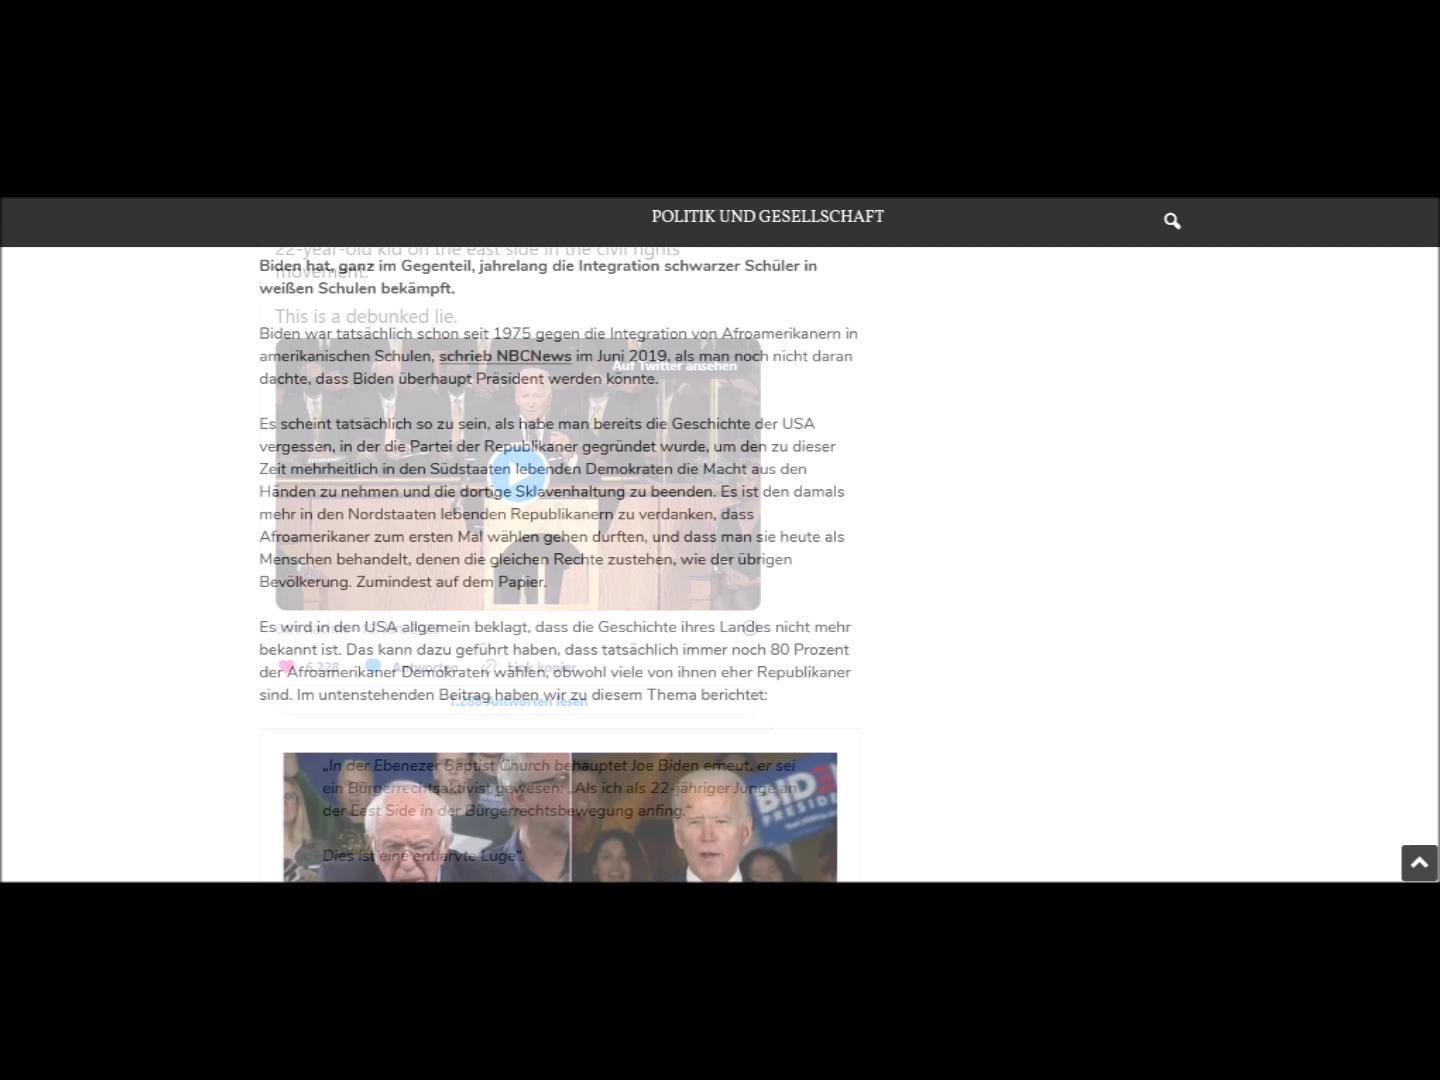 POLITIK UND GESELLSCHAFT
22-year-old kid on the east side in the civil rights
movement."
This is a debunked lie.
Auf Twitter ansehen
Biden hat, ganz im Gegenteil, jahrelang die Integration schwarzer Schüler in
weißen Schulen bekämpft.
Biden war tatsächlich schon seit 1975 gegen die Integration von Afroamerikanern in
amerikanischen Schulen, schrieb NBCNews im Juni 2019, als man noch nicht daran
dachte, dass Biden überhaupt Präsident werden könnte.
Es scheint tatsächlich so zu sein, als habe man bereits die Geschichte der USA
vergessen, in der die Partei der Republikaner gegründet wurde, um den zu dieser
Zeit mehrheitlich in den Südstaaten lebenden Demokraten die Macht aus den
Händen zu nehmen und die dortige Sklavenhaltung zu beenden. Es ist den damals
mehr in den Nordstaaten lebenden Republikanern zu verdanken, dass
Afroamerikaner zum ersten Mal wählen gehen durften, und dass man sie heute als
Menschen behandelt, denen die gleichen Rechte zustehen, wie der übrigen
Bevölkerung. Zumindest auf dem Papier.
Es wird in den USA allgemein beklagt, dass die Geschichte ihres Landes nicht mehr
bekannt ist. Das kann dazu geführt haben, dass tatsächlich immer noch 80 Prozent
der Afroamerikaner Demokraten wählen, obwohl viele von ihnen eher Republikaner
sind. Im untenstehenden Beitrag haben wir zu diesem Thema berichtet:
6.228 Antworten Link kopier
1.268 Antworten lesen
„In der Ebenezer Baptist Church behauptet Joe Biden erneut, er sei
ein Bürgerrechtsaktivist gewesen: „Als ich als 22-jähriger Junge an
der East Side in der Bürgerrechtsbewegung anfing."
Dies ist eine entlarvte Lüge".
BIDEN
PRESIDE